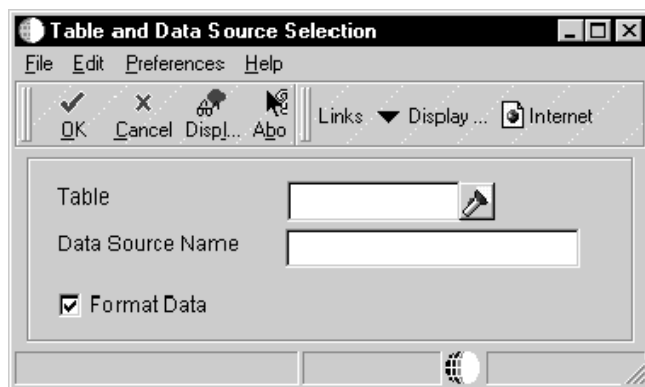 Table and Data Source Selection
File Edit Preferences Help
OK Cancel Displ... Abo Links Display ... Internet
Table
Data Source Name
Format Data